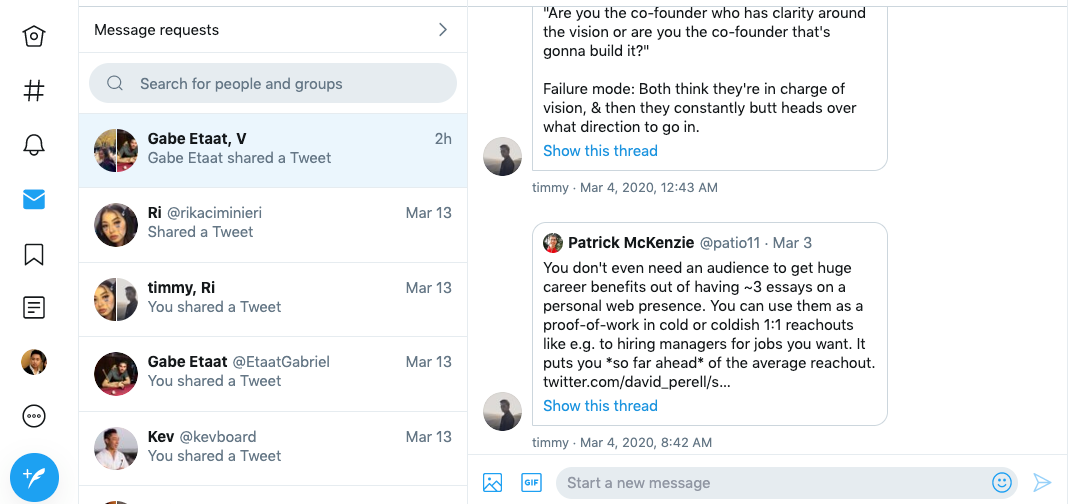 Message requests
Search for people and groups
Gabe Etaat, V 2h
Gabe Etaat shared a Tweet
Ri @rikaciminieri Mar 13
Shared a Tweet
timmy, Ri Mar 13
You shared a Tweet
Gabe Etaat @EtaatGabriel Mar 13
You shared a Tweet
Kev @kevboard Mar 13
You shared a Tweet
"Are you the co-founder who has clarity around
the vision or are you the co-founder that's
gonna build it?"
Failure mode: Both think they're in charge of
vision, & then they constantly butt heads over
what direction to go in.
Show this thread
timmy · Mar 4, 2020, 12:43 AM
Patrick McKenzie @patio11 · Mar 3
You don't even need an audience to get huge
career benefits out of having ~3 essays on a
personal web presence. You can use them as a
proof-of-work in cold or coldish 1:1 reachouts
like e.g. to hiring managers for jobs you want. It
puts you *so far ahead* of the average reachout.
twitter.com/david_perell/s...
Show this thread
timmy · Mar 4, 2020, 8:42 AM
GIF
Start a new message